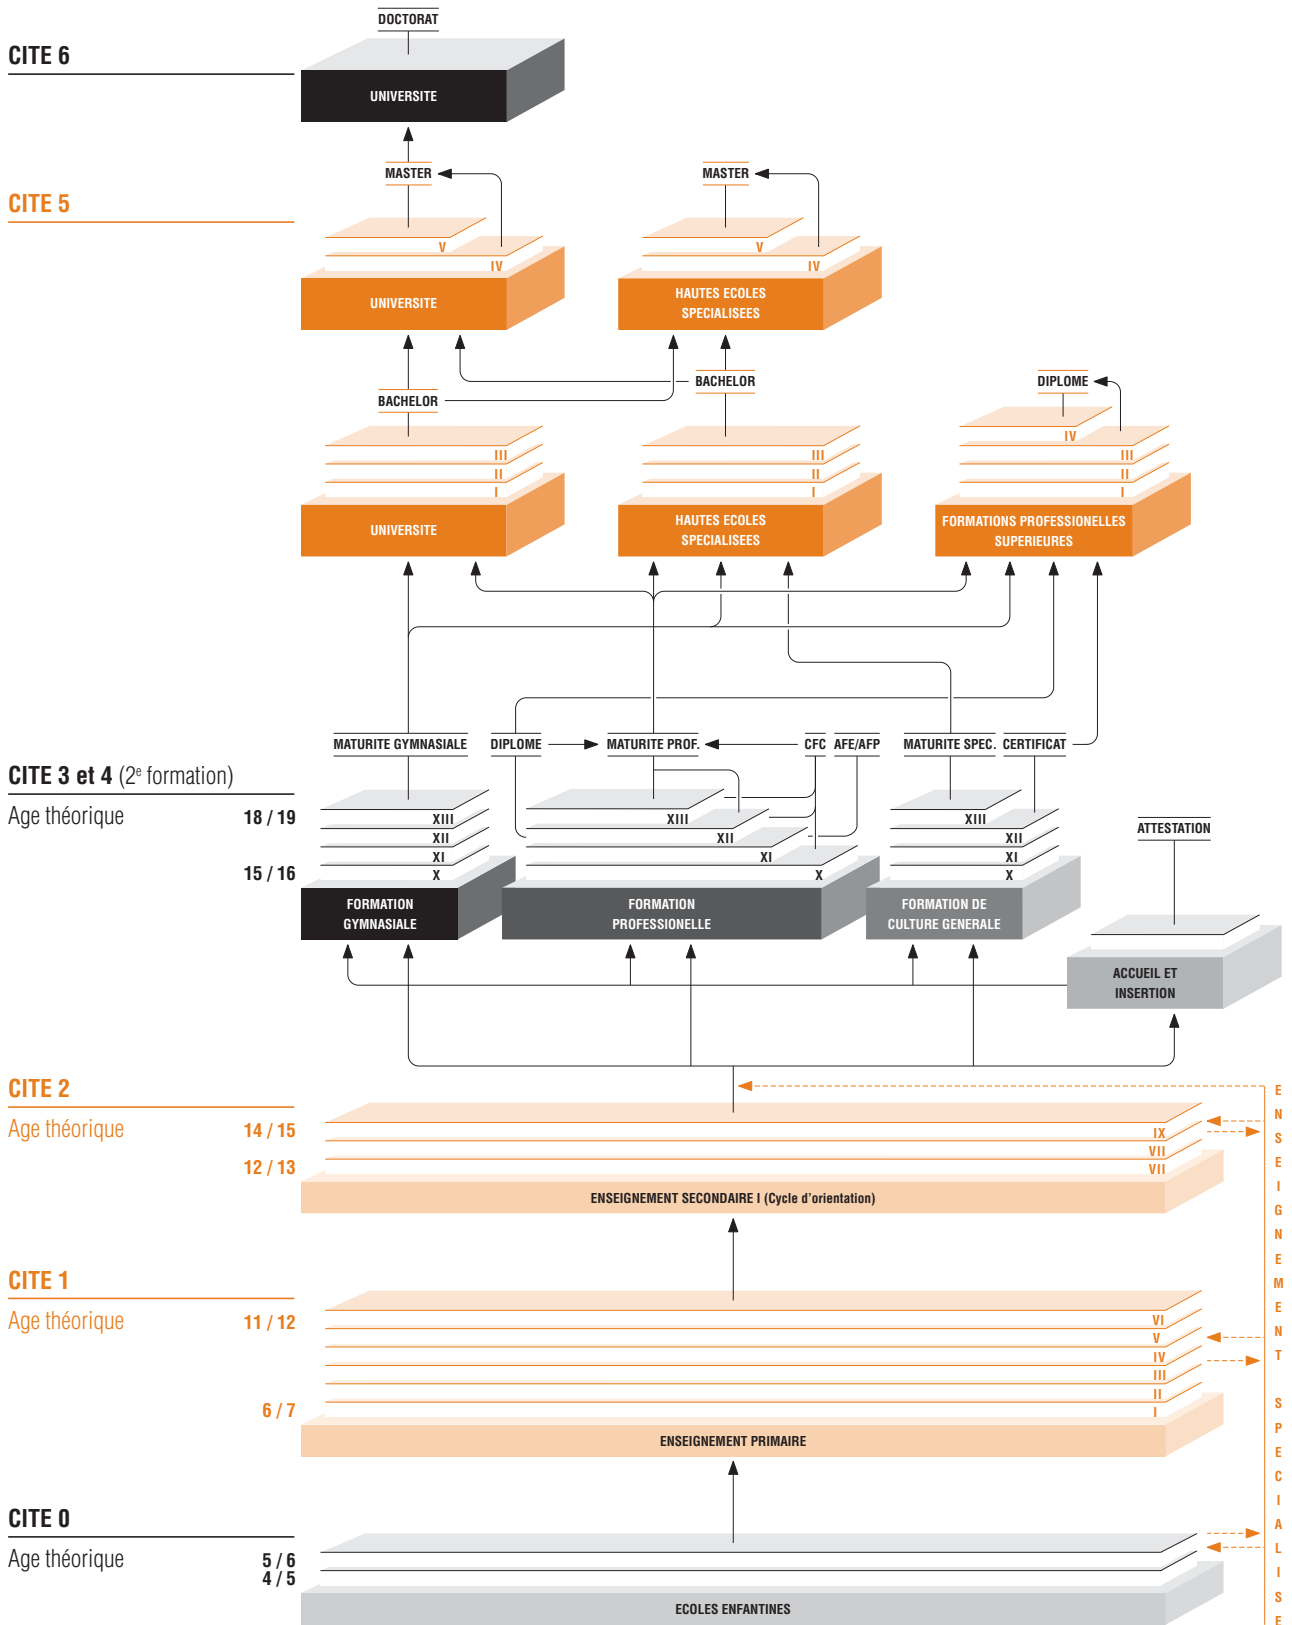 DOCTORAT
CITE 6
UNIVERSITE
MASTER
MASTER
CITE 5
V
V
IV
IV
UNIVERSITE
HAUTES ECOLES
SPECIALISEES
BACHELOR
DIPLOME
BACHELOR
IV
III
III
III
II
II
II
I
I
I
UNIVERSITE
HAUTES ECOLES
SPECIALISEES
FORMATIONS PROFESSIONELLES
SUPERIEURES
MATURITE GYMNASIALE
DIPLOME
MATURITE PROF.
CFC
AFE/AFP
MATURITE SPEC.
CERTIFICAT
CITE 3 et 4 (2e formation)
Age théorique
18 / 19
XIII
XIII
XIII
XII
XII
XII
XI
XI
XI
15 / 16
X
X
X
ATTESTATION
FORMATION
GYMNASIALE
FORMATION
PROFESSIONELLE
FORMATION DE
CULTURE GENERALE
ACCUEIL ET
INSERTION
CITE 2
Age théorique
14 / 15
IX
VII
12 / 13
VII
ENSEIGNEMENT SECONDAIRE I (Cycle d'orientation)
CITE 1
Age théorique
11 / 12
VI
V
IV
III
II
6 / 7
I
ENSEIGNEMENT PRIMAIRE
CITE 0
Age théorique
5 / 6
4 / 5
ECOLES ENFANTINES
ENSEIGNEMENT SPECIALISE